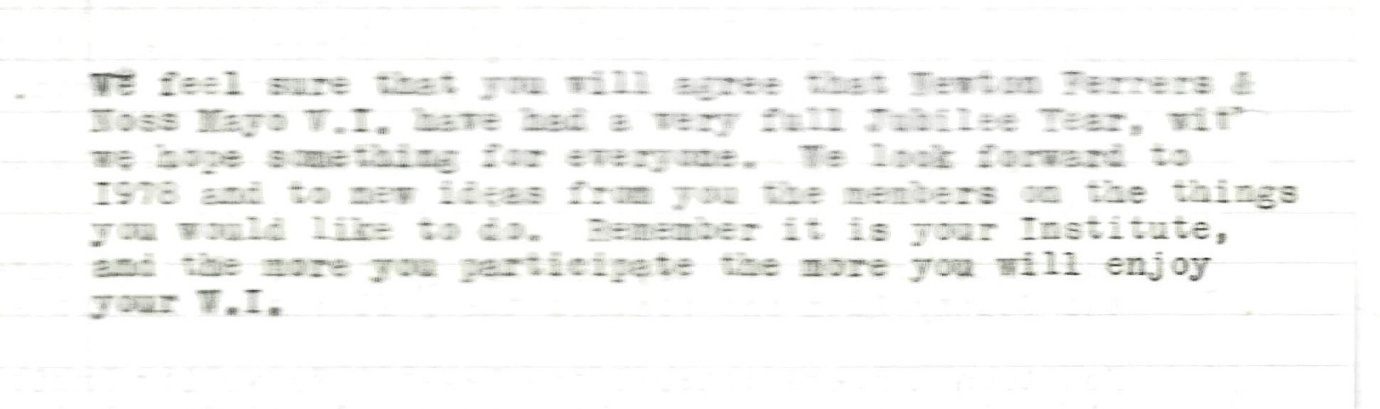 We feel sure that you will agree that Newton Ferrers &
Noss Mayo W.I. have had a very full Jubilee Year, with
we hope something for everyone. We look forward to
1978 and to new ideas from you the members on the things
you would like to do. Remember it is your Institute,
and the more you participate the more you will enjoy
your W.I.